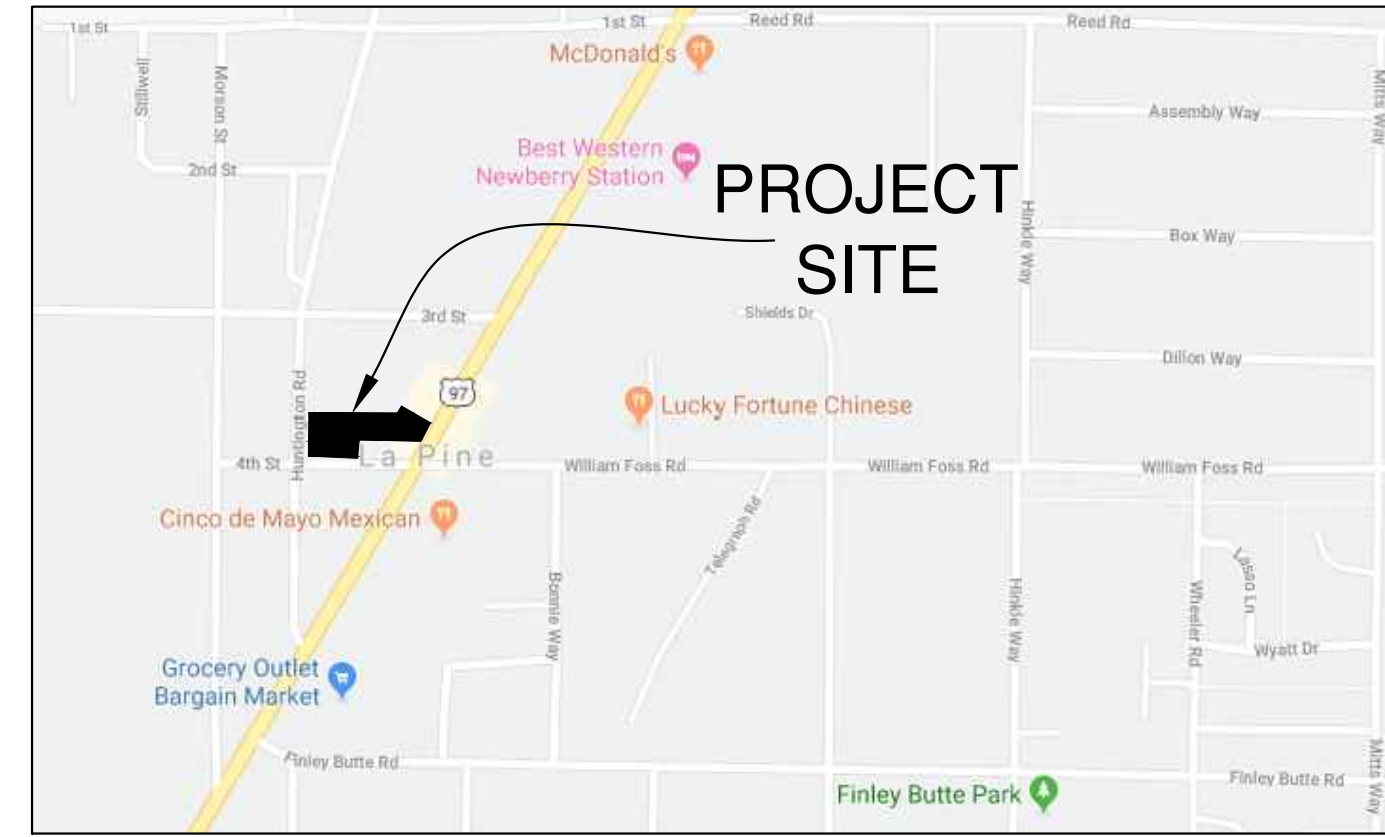 1st St
1st St
Reed Rd
Reed Rd
McDonald's
Stillwell
Morson St
Mitts Way
Assembly Way
Best Western
Newberry Station
2nd St
PROJECT
SITE
Hinkle Way
Box Way
3rd St
Shields Dr
Dillon Way
Huntington Rd
97
Lucky Fortune Chinese
4th St
La Pine
William Foss Rd
William Foss Rd
William Foss Rd
Cinco de Mayo Mexican
Telegraph Rd
Bonnie Way
Hinkle Way
Wheeler Rd
Lasso Ln
Wyatt Dr
Grocery Outlet
Bargain Market
Finley Butte Rd
Finley Butte Park
Finley Butte Rd
Mitts Way